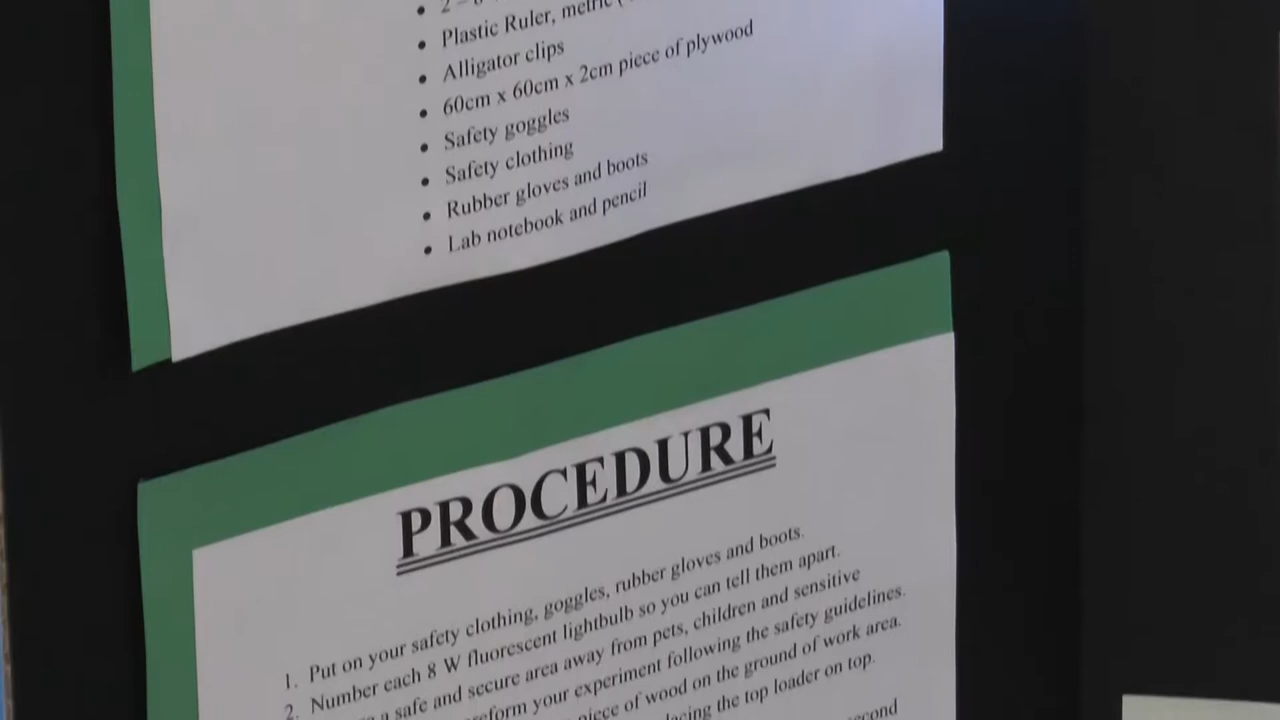 Plastic Ruler, metric
Alligator clips
60cm x 60cm x 2cm piece of plywood
Safety goggles
Safety clothing
Rubber gloves and boots
Lab notebook and pencil
PROCEDURE
1. Put on your safety clothing, goggles, rubber gloves and boots.
2. Number each 8 W fluorescent lightbulb so you can tell them apart.
a safe and secure area away from pets, children and sensitive
your experiment following the safety guidelines.
piece of wood on the ground of work area.
the top loader on top.
second